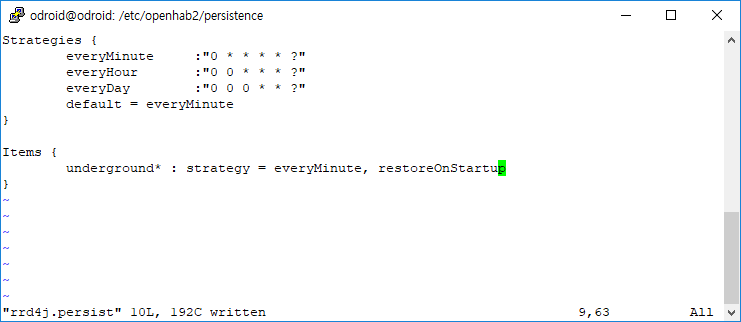 odroid@odroid: /etc/openhab2/persistence
Strategies {
        everyMinute     :"0 * * * * ?"
        everyHour       :"0 0 * * * ?"
        everyDay        :"0 0 0 * * ?"
        default = everyMinute
}

Items {
        underground* : strategy = everyMinute, restoreOnStartup
}
~
~
~
~
~
~
~
"rrd4j.persist" 10L, 192C written                                       9,63          All